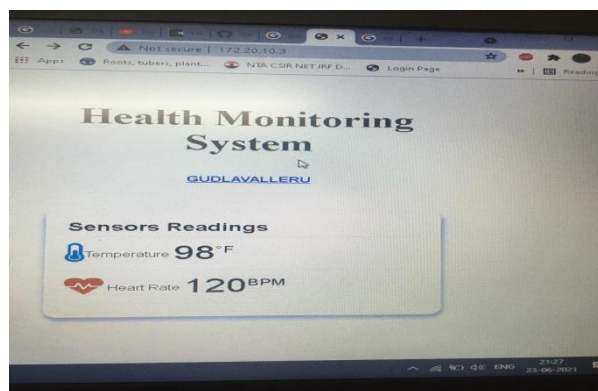 Not secure | 172.20.10.3
Apps Roots, tubers, plant... NTA CSIR NET JRF D... Login Page
Reading
Health Monitoring
System
GUDLAVALLERU
Sensors Readings
Temperature 98°F
Heart Rate 120BPM
ENG
21:27
23-06-2021